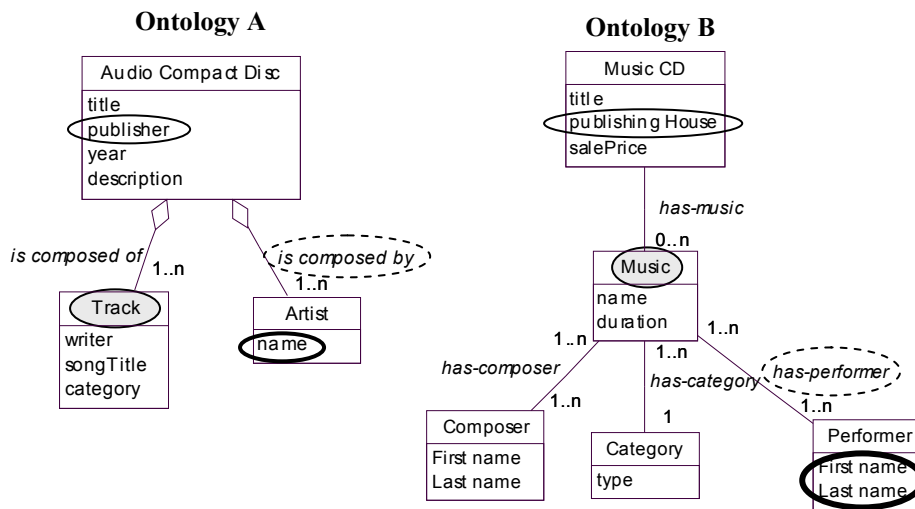 Ontology A
Audio Compact Disc
title
publisher
year
description
is composed of
1..n
is composed by
1..n
Track
writer
songTitle
category
Artist
name
Ontology B
Music CD
title
publishing House
salePrice
has-music
0..n
Music
name
duration
1..n
1..n
1..n
has-composer
has-category
has-performer
1..n
1
1..n
Composer
First name
Last name
Category
type
Performer
First name
Last name